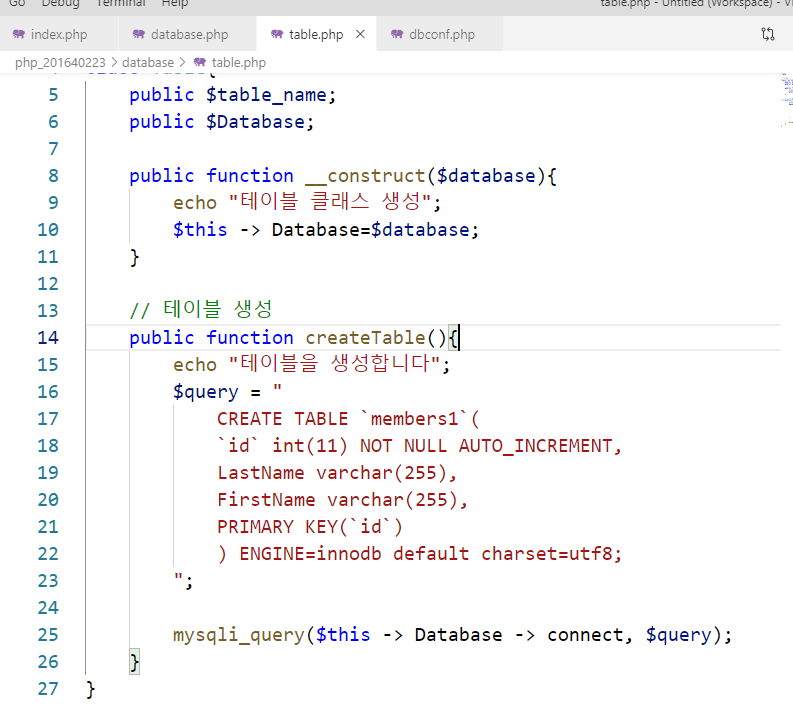 Go Debug Terminal Help table.php - Untitled (Workspace) -
index.php database.php table.php × dbconf.php
php_201640223 > database > table.php
5 public $table_name;
6 public $Database;
7
8 public function __construct($database){
9 echo "테이블 클래스 생성";
10 $this -> Database=$database;
11 }
12
13 // 테이블 생성
14 public function createTable(){
15 echo "테이블을 생성합니다";
16 $query = "
17 CREATE TABLE `members1`(
18 `id` int(11) NOT NULL AUTO_INCREMENT,
19 LastName varchar(255),
20 FirstName varchar(255),
21 PRIMARY KEY(`id`)
22 ) ENGINE=innodb default charset=utf8;
23 ";
24
25 mysqli_query($this -> Database -> connect, $query);
26 }
27 }